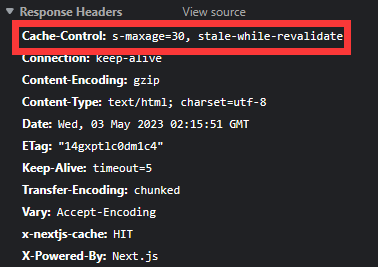 Response Headers View source
Cache-Control: s-maxage=30, stale-while-revalidate
Connection: keep-alive
Content-Encoding: gzip
Content-Type: text/html; charset=utf-8
Date: Wed, 03 May 2023 02:15:51 GMT
ETag: "14gxptlc0dm1c4"
Keep-Alive: timeout=5
Transfer-Encoding: chunked
Vary: Accept-Encoding
x-nextjs-cache: HIT
X-Powered-By: Next.js